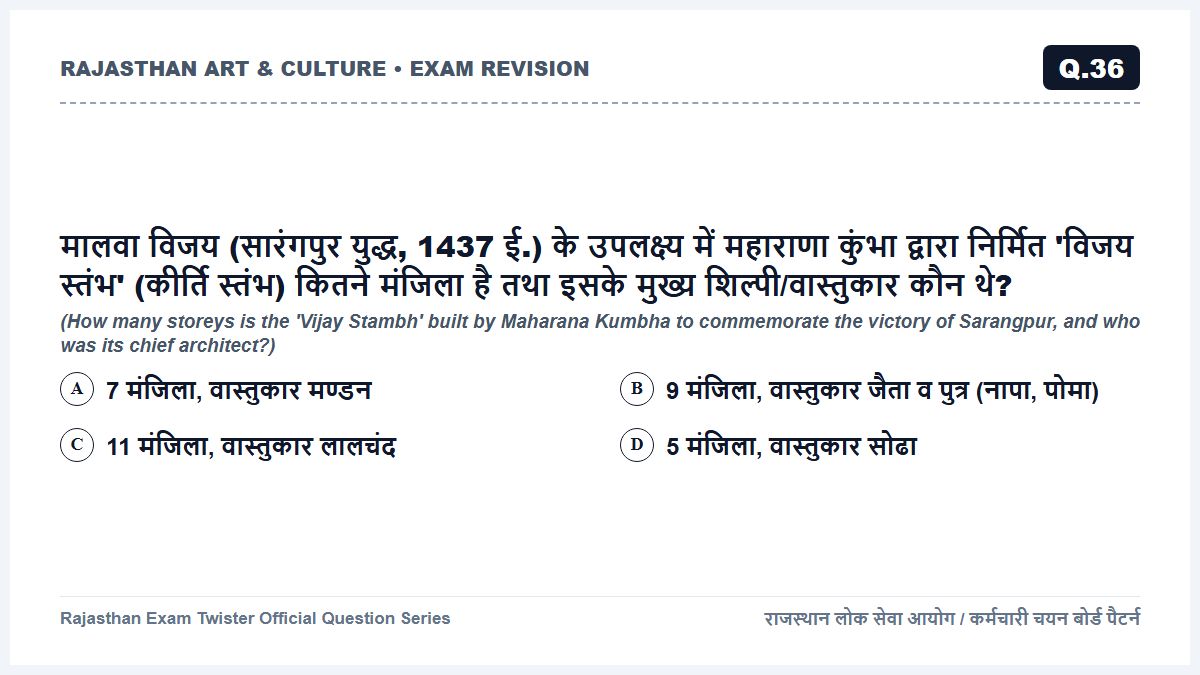 RAJASTHAN ART & CULTURE • EXAM REVISION
Q.36
मालवा विजय (सारंगपुर युद्ध, 1437 ई.) के उपलक्ष्य में महाराणा कुंभा द्वारा निर्मित 'विजय
स्तंभ' (कीर्ति स्तंभ) कितने मंजिला है तथा इसके मुख्य शिल्पी/वास्तुकार कौन थे?
(How many storeys is the 'Vijay Stambh' built by Maharana Kumbha to commemorate the victory of Sarangpur, and who
was its chief architect?)
A 7 मंजिला, वास्तुकार मण्डन
B 9 मंजिला, वास्तुकार जैता व पुत्र (नापा, पोमा)
C 11 मंजिला, वास्तुकार लालचंद
D 5 मंजिला, वास्तुकार सोढा
Rajasthan Exam Twister Official Question Series
राजस्थान लोक सेवा आयोग / कर्मचारी चयन बोर्ड पैटर्न